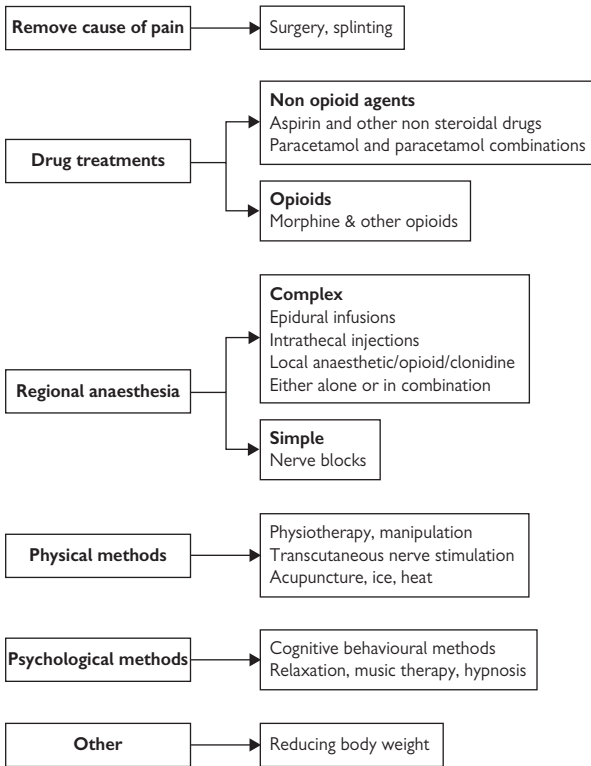 Remove cause of pain
Surgery, splinting
Drug treatments
Non opioid agents
Aspirin and other non steroidal drugs
Paracetamol and paracetamol combinations
Opioids
Morphine & other opioids
Regional anaesthesia
Complex
Epidural infusions
Intrathecal injections
Local anaesthetic/opioid/clonidine
Either alone or in combination
Simple
Nerve blocks
Physical methods
Physiotherapy, manipulation
Transcutaneous nerve stimulation
Acupuncture, ice, heat
Psychological methods
Cognitive behavioural methods
Relaxation, music therapy, hypnosis
Other
Reducing body weight